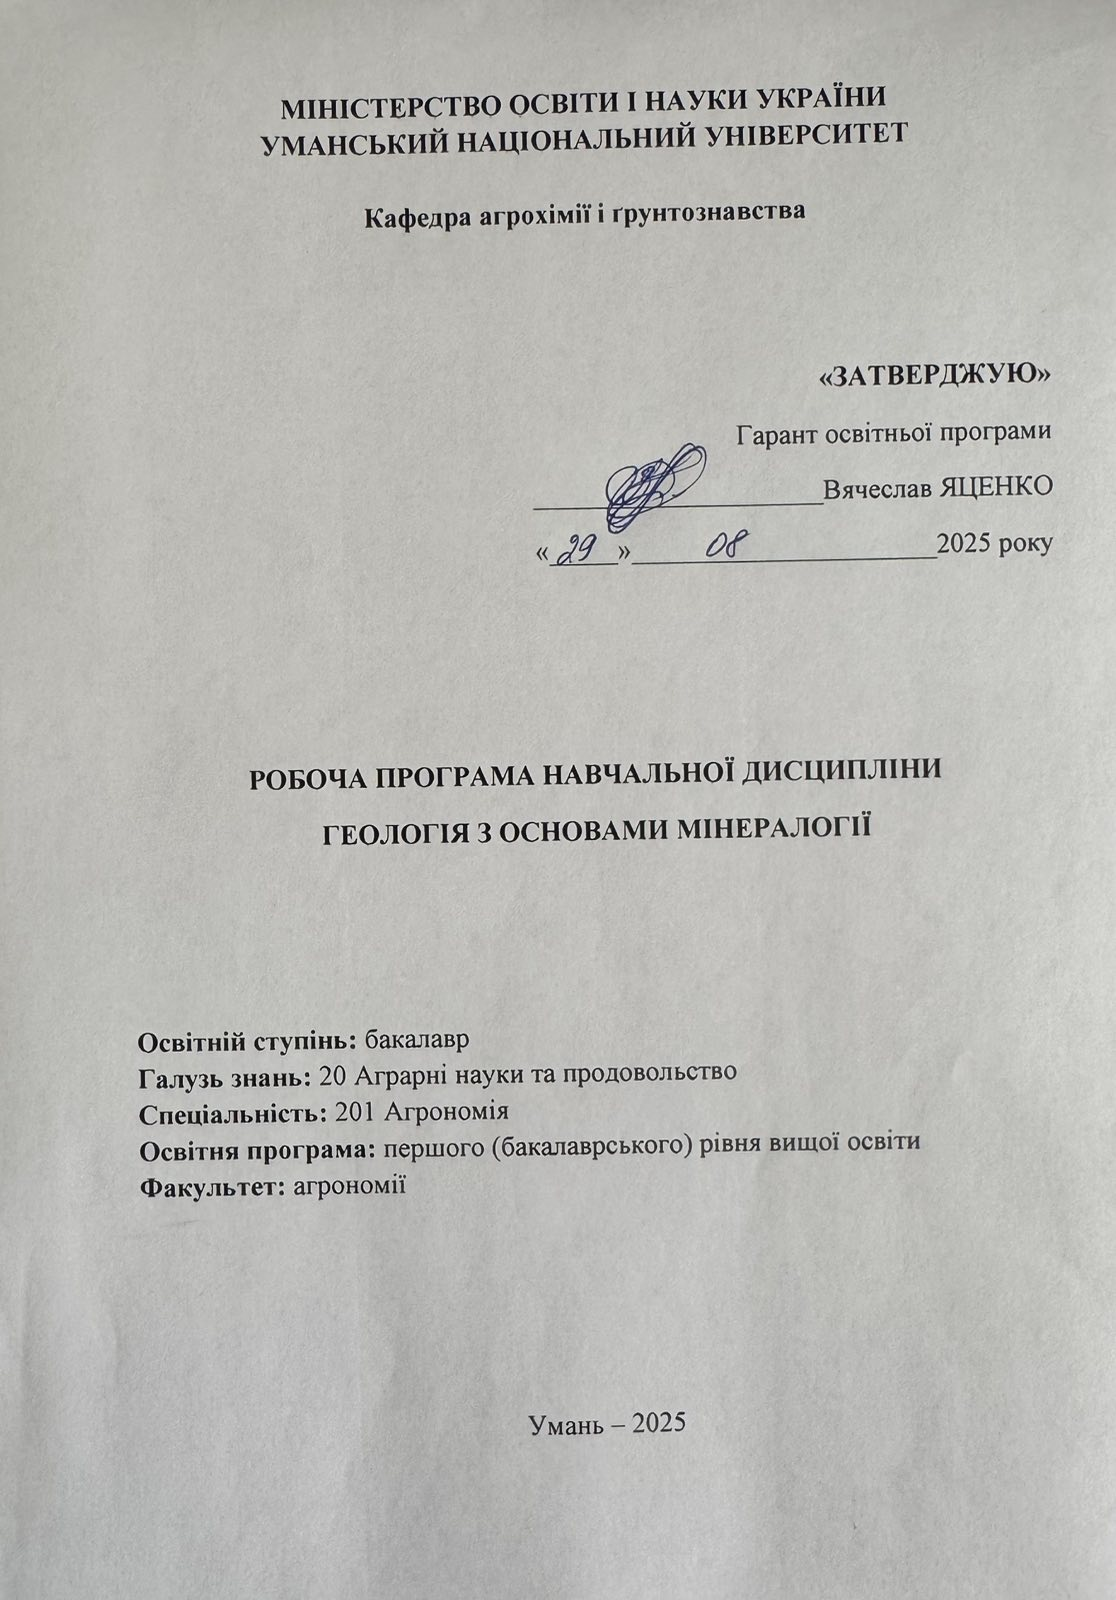 МІНІСТЕРСТВО ОСВІТИ І НАУКИ УКРАЇНИ
УМАНСЬКИЙ НАЦІОНАЛЬНИЙ УНІВЕРСИТЕТ
Кафедра агрохімії і ґрунтознавства
«ЗАТВЕРДЖУЮ»
Гарант освітньої програми
Вячеслав ЯЦЕНКО
« 29 » 08 2025 року
РОБОЧА ПРОГРАМА НАВЧАЛЬНОЇ ДИСЦИПЛІНИ
ГЕОЛОГІЯ З ОСНОВАМИ МІНЕРАЛОГІЇ
Освітній ступінь: бакалавр
Галузь знань: 20 Аграрні науки та продовольство
Спеціальність: 201 Агрономія
Освітня програма: першого (бакалаврського) рівня вищої освіти
Факультет: агрономії
Умань – 2025